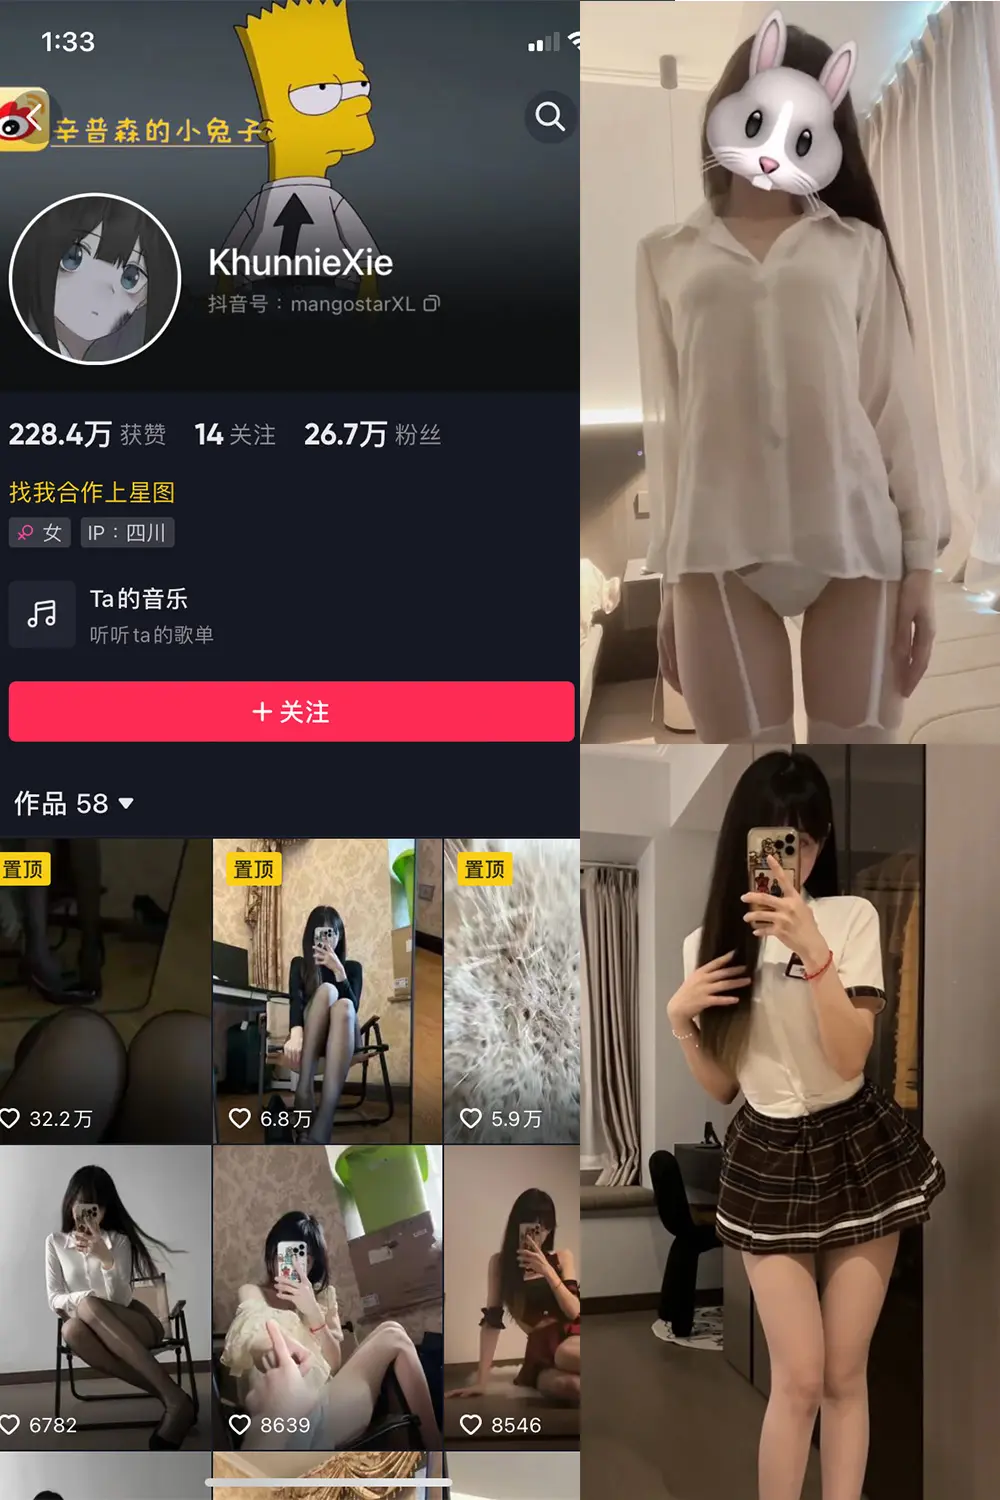 1:33
辛普森的小兔子
KhunnieXie
抖音号：mangostarXL
228.4万 获赞 14 关注 26.7万 粉丝
找我合作上星图
女 IP：四川
Ta的音乐
听听ta的歌单
+ 关注
作品 58
置顶 置顶 置顶
32.2万 6.8万 5.9万
6782 8639 8546